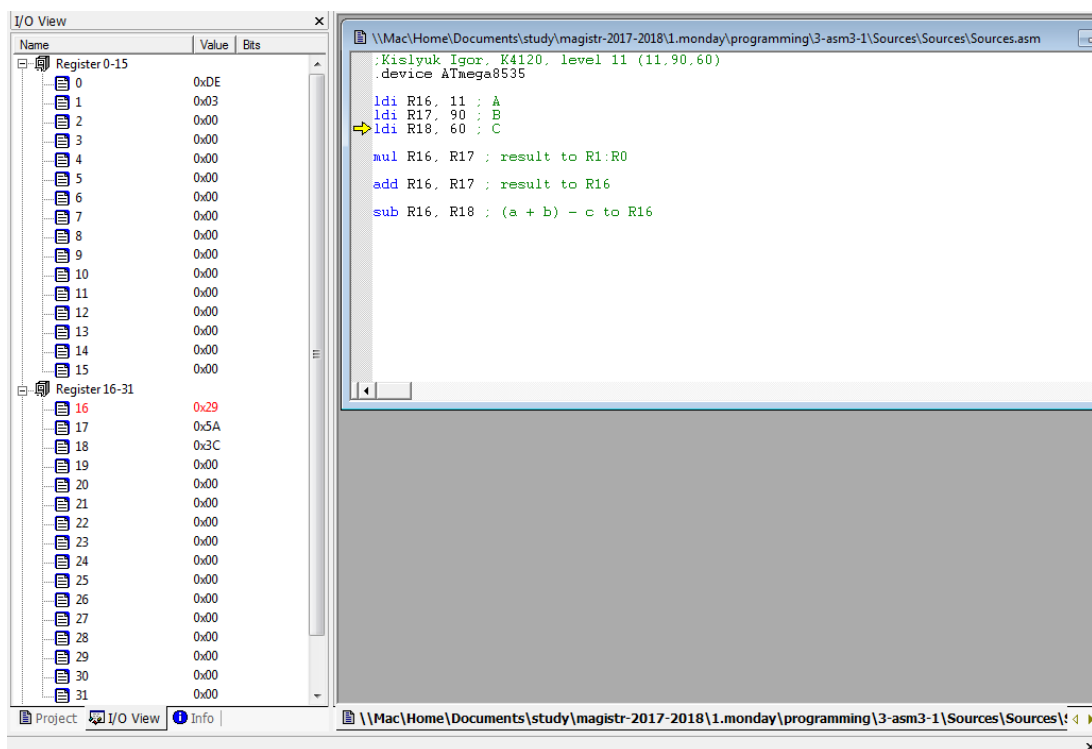 I/O View
Name Value Bits
Register 0-15
0 0xDE
1 0x03
2 0x00
3 0x00
4 0x00
5 0x00
6 0x00
7 0x00
8 0x00
9 0x00
10 0x00
11 0x00
12 0x00
13 0x00
14 0x00
15 0x00
Register 16-31
16 0x29
17 0x5A
18 0x3C
19 0x00
20 0x00
21 0x00
22 0x00
23 0x00
24 0x00
25 0x00
26 0x00
27 0x00
28 0x00
29 0x00
30 0x00
31 0x00
Project I/O View Info
\\Mac\Home\Documents\study\magistr-2017-2018\1.monday\programming\3-asm3-1\Sources\Sources\Sources.asm
;Kislyuk Igor, K4120, level 11 (11,90,60)
.device ATmega8535
ldi R16, 11 ; A
ldi R17, 90 ; B
ldi R18, 60 ; C
mul R16, R17 ; result to R1:R0
add R16, R17 ; result to R16
sub R16, R18 ; (a + b) - c to R16
\\Mac\Home\Documents\study\magistr-2017-2018\1.monday\programming\3-asm3-1\Sources\Sources\